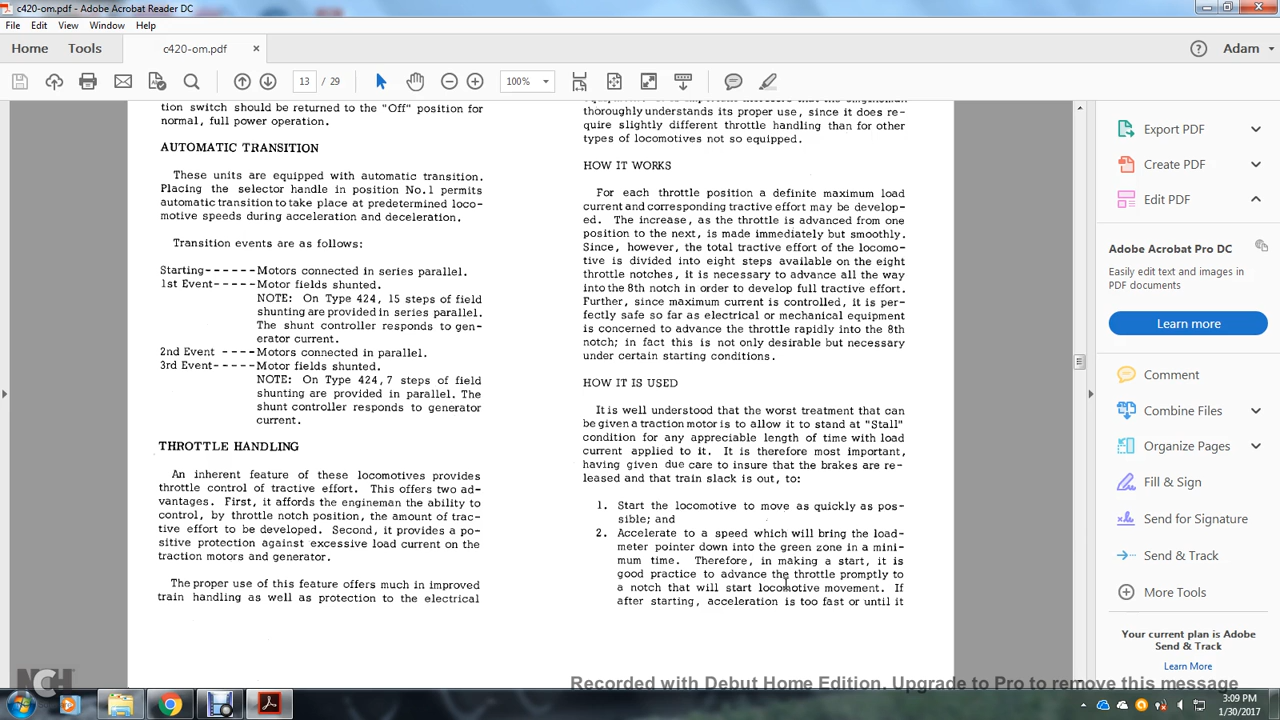 c420-om.pdf - Adobe Acrobat Reader DC
File Edit View Window Help
Home Tools c420-om.pdf × Adam
13 / 29 100%
tion switch should be returned to the "Off" position for
normal, full power operation.
AUTOMATIC TRANSITION
These units are equipped with automatic transition.
Placing the selector handle in position No.1 permits
automatic transition to take place at predetermined loco-
motive speeds during acceleration and deceleration.
Transition events are as follows:
Starting------Motors connected in series parallel.
1st Event-----Motor fields shunted.
NOTE: On Type 424, 15 steps of field
shunting are provided in series parallel.
The shunt controller responds to gen-
erator current.
2nd Event ----Motors connected in parallel.
3rd Event-----Motor fields shunted.
NOTE: On Type 424, 7 steps of field
shunting are provided in parallel. The
shunt controller responds to generator
current.
THROTTLE HANDLING
An inherent feature of these locomotives provides
throttle control of tractive effort. This offers two ad-
vantages. First, it affords the engineman the ability to
control, by throttle notch position, the amount of trac-
tive effort to be developed. Second, it provides a po-
sitive protection against excessive load current on the
traction motors and generator.
The proper use of this feature offers much in improved
train handling as well as protection to the electrical
thoroughly understands its proper use, since it does re-
quire slightly different throttle handling than for other
types of locomotives not so equipped.
HOW IT WORKS
For each throttle position a definite maximum load
current and corresponding tractive effort may be develop-
ed. The increase, as the throttle is advanced from one
position to the next, is made immediately but smoothly.
Since, however, the total tractive effort of the locomo-
tive is divided into eight steps available on the eight
throttle notches, it is necessary to advance all the way
into the 8th notch in order to develop full tractive effort.
Further, since maximum current is controlled, it is per-
fectly safe so far as electrical or mechanical equipment
is concerned to advance the throttle rapidly into the 8th
notch; in fact this is not only desirable but necessary
under certain starting conditions.
HOW IT IS USED
It is well understood that the worst treatment that can
be given a traction motor is to allow it to stand at "Stall"
condition for any appreciable length of time with load
current applied to it. It is therefore most important,
having given due care to insure that the brakes are re-
leased and that train slack is out, to:
1. Start the locomotive to move as quickly as pos-
sible; and
2. Accelerate to a speed which will bring the load-
meter pointer down into the green zone in a mini-
mum time. Therefore, in making a start, it is
good practice to advance the throttle promptly to
a notch that will start locomotive movement. If
after starting, acceleration is too fast or until it
Export PDF
Create PDF
Edit PDF
Adobe Acrobat Pro DC
Easily edit text and images in
PDF documents
Learn more
Comment
Combine Files
Organize Pages
Fill & Sign
Send for Signature
Send & Track
More Tools
Your current plan is Adobe
Send & Track
Learn More
NCH
Recorded with Debut Home Edition. Upgrade to Pro to remove this message
3:09 PM
1/30/2017